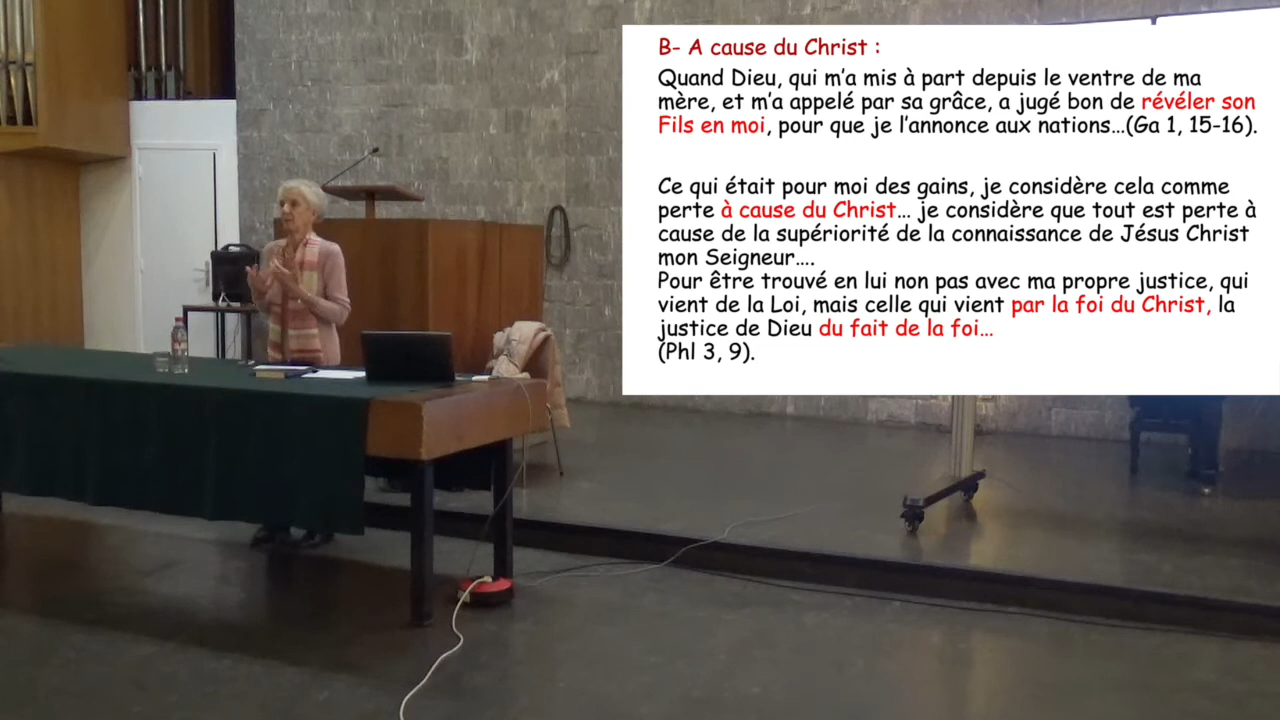 B- A cause du Christ :
Quand Dieu, qui m'a mis à part depuis le ventre de ma
mère, et m'a appelé par sa grâce, a jugé bon de révéler son
Fils en moi, pour que je l'annonce aux nations…(Ga 1, 15-16).
Ce qui était pour moi des gains, je considère cela comme
perte à cause du Christ… je considère que tout est perte à
cause de la supériorité de la connaissance de Jésus Christ
mon Seigneur….
Pour être trouvé en lui non pas avec ma propre justice, qui
vient de la Loi, mais celle qui vient par la foi du Christ, la
justice de Dieu du fait de la foi…
(Phl 3, 9).